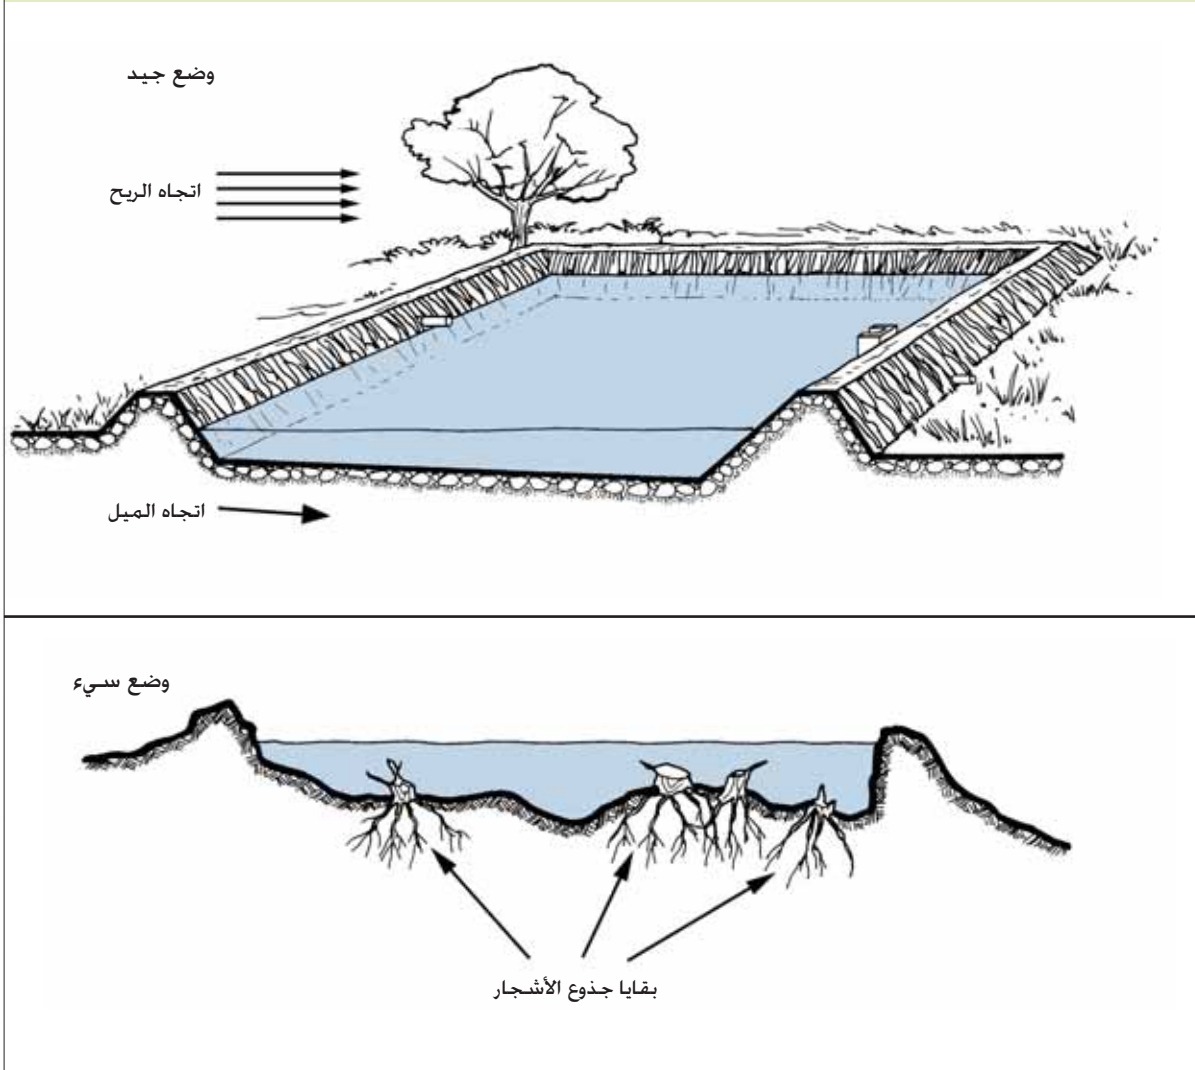 وضع جيد
اتجاه الريح
اتجاه الميل
وضع سيء
بقايا جذوع الأشجار